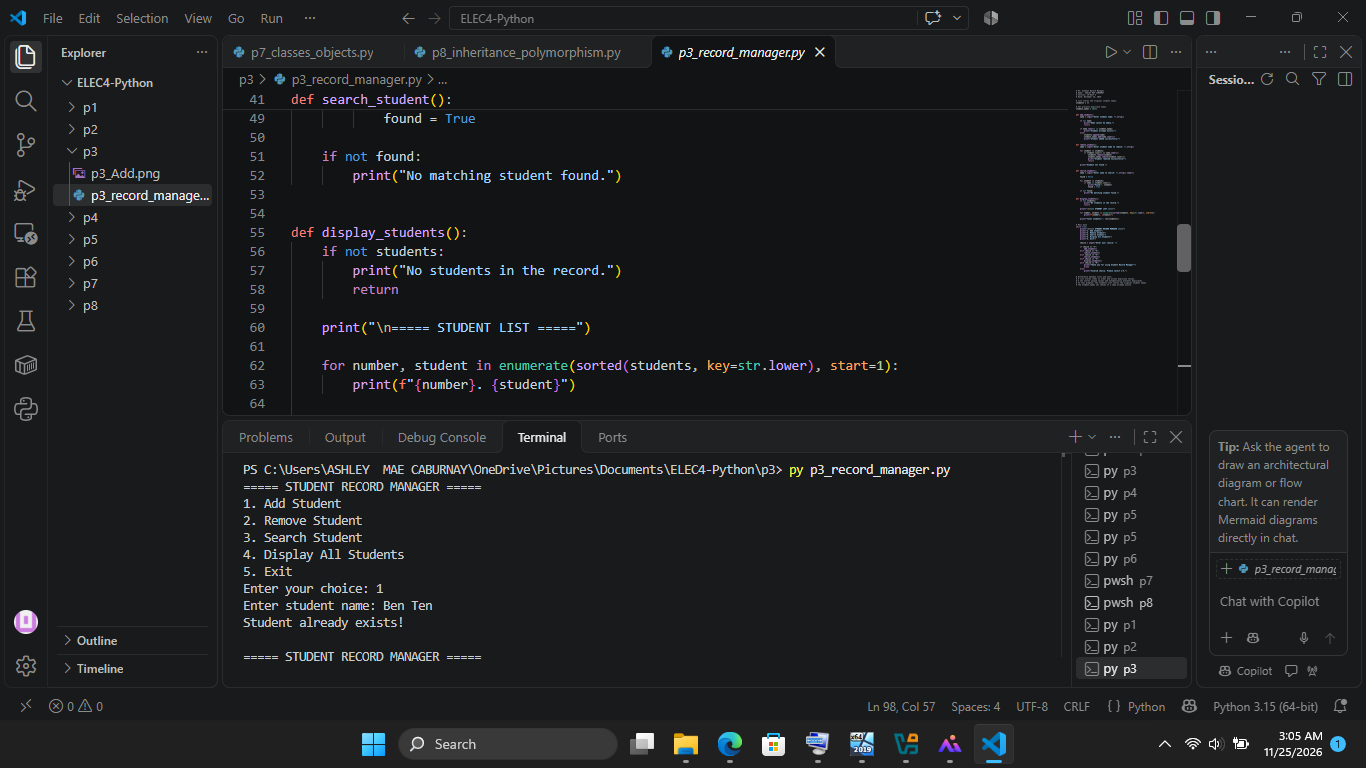 File Edit Selection View Go Run ···
ELEC4-Python
Explorer
ELEC4-Python
p1
p2
p3
p3_Add.png
p3_record_manage...
p4
p5
p6
p7
p8
Outline
Timeline
p7_classes_objects.py
p8_inheritance_polymorphism.py
p3_record_manager.py
p3 > p3_record_manager.py > ...
41 def search_student():
49 found = True
50
51 if not found:
52 print("No matching student found.")
53
54
55 def display_students():
56 if not students:
57 print("No students in the record.")
58 return
59
60 print("\n===== STUDENT LIST =====")
61
62 for number, student in enumerate(sorted(students, key=str.lower), start=1):
63 print(f"{number}. {student}")
64
Problems Output Debug Console Terminal Ports
PS C:\Users\ASHLEY  MAE CABURNAY\OneDrive\Pictures\Documents\ELEC4-Python\p3> py p3_record_manager.py
===== STUDENT RECORD MANAGER =====
1. Add Student
2. Remove Student
3. Search Student
4. Display All Students
5. Exit
Enter your choice: 1
Enter student name: Ben Ten
Student already exists!
===== STUDENT RECORD MANAGER =====
py p3
py p4
py p5
py p5
py p6
pwsh p7
pwsh p8
py p1
py p2
py p3
Sessio...
Tip: Ask the agent to
draw an architectural
diagram or flow
chart. It can render
Mermaid diagrams
directly in chat.
p3_record_manag
Chat with Copilot
Copilot
0 0
Ln 98, Col 57 Spaces: 4 UTF-8 CRLF { } Python Python 3.15 (64-bit)
Search
x64
2019
3:05 AM
11/25/2026
1